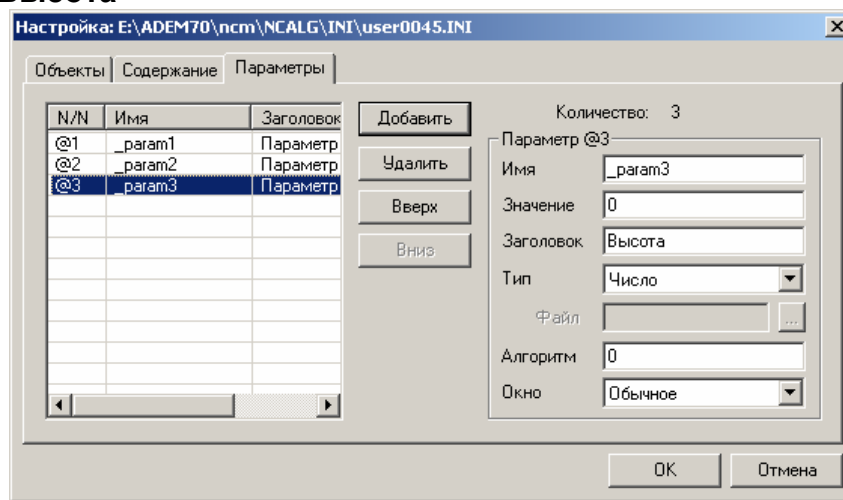 Высота
Настройка: E:\ADEM70\ncm\NCALG\INI\user0045.INI
Объекты Содержание Параметры
N/N Имя Заголовок
@1 _param1 Параметр
@2 _param2 Параметр
@3 _param3 Параметр
Добавить
Удалить
Вверх
Вниз
Количество: 3
Параметр @3
Имя _param3
Значение 0
Заголовок Высота
Тип Число
Файл ...
Алгоритм 0
Окно Обычное
OK Отмена